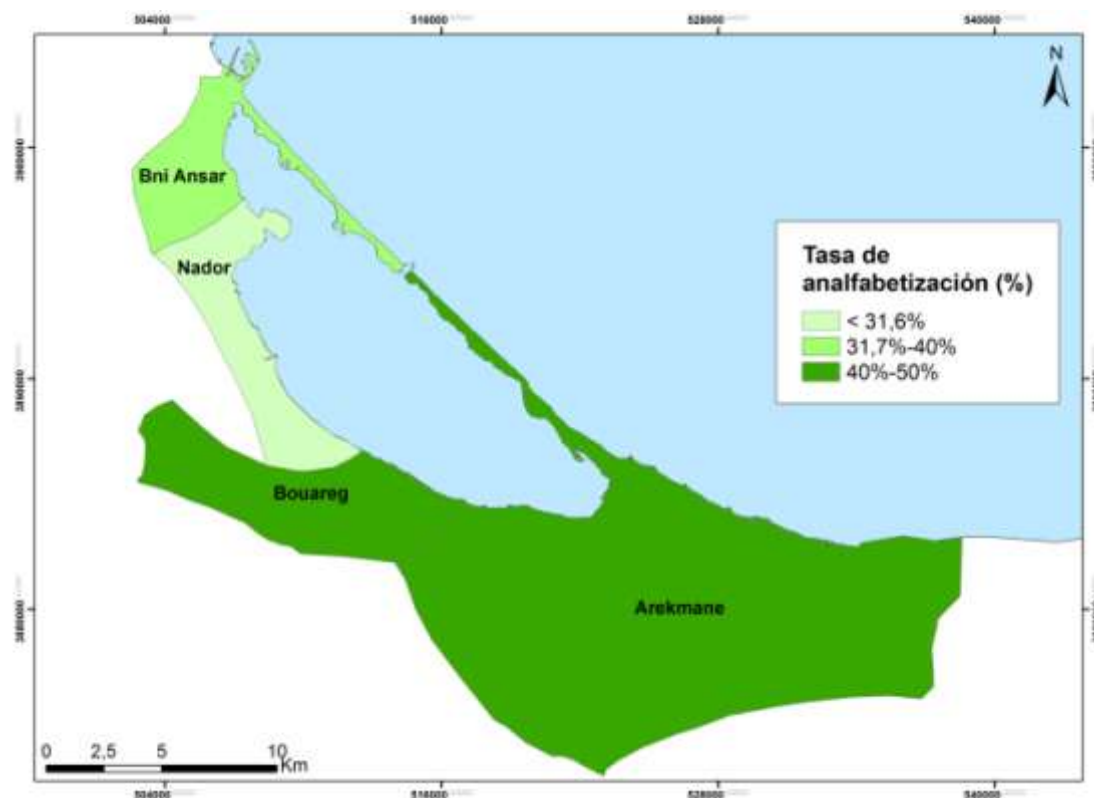 504000 516000 528000 540000
N
Bni Ansar
Nador
Tasa de
analfabetización (%)
< 31,6%
31,7%-40%
40%-50%
Bouareg
Arekmane
0 2,5 5 10
Km
504000 516000 528000 540000